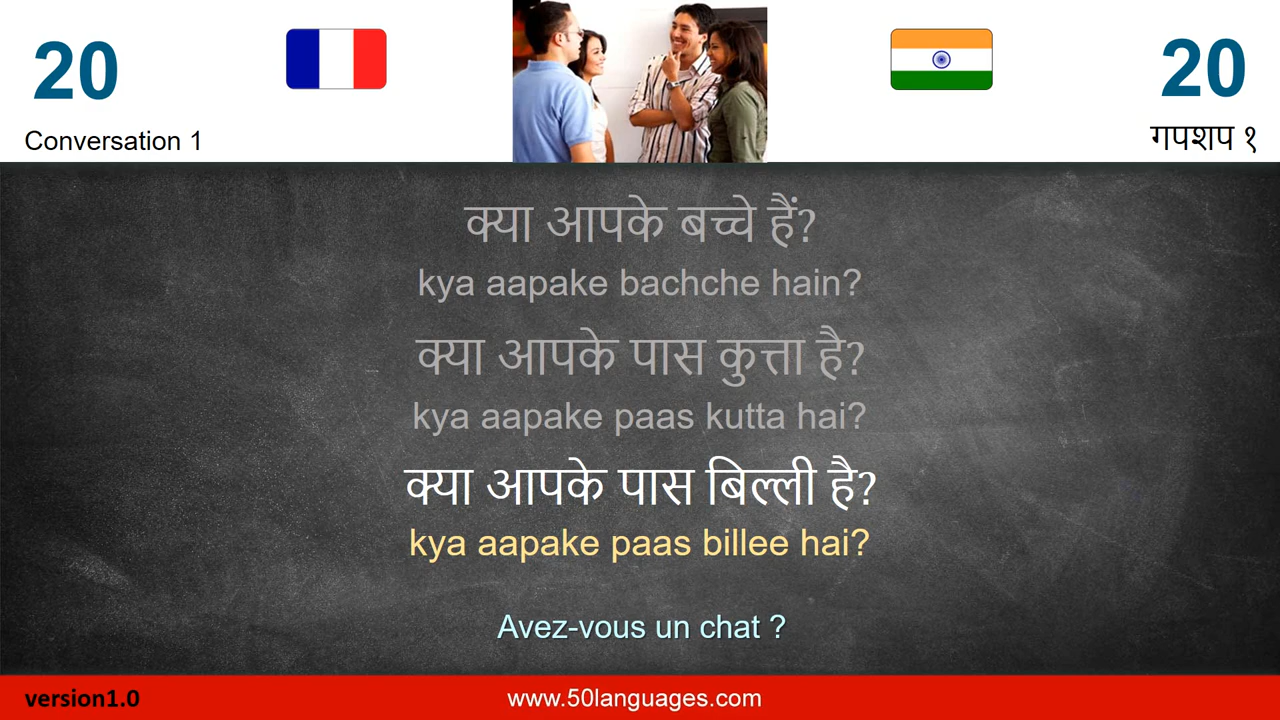 20
20
Conversation 1
गपशप १
क्या आपके बच्चे हैं?
kya aapake bachche hain?
क्या आपके पास कुत्ता है?
kya aapake paas kutta hai?
क्या आपके पास बिल्ली है?
kya aapake paas billee hai?
Avez-vous un chat ?
version1.0
www.50languages.com